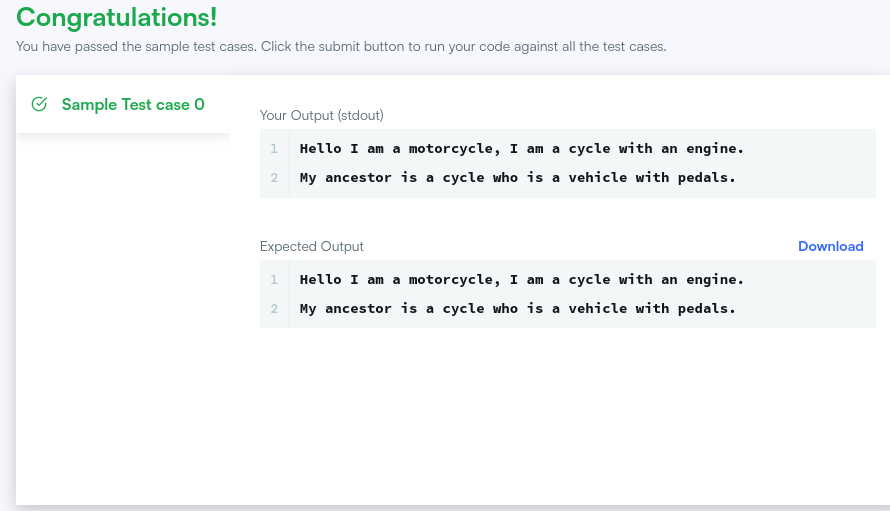 Congratulations!
You have passed the sample test cases. Click the submit button to run your code against all the test cases.
Sample Test case 0
Your Output (stdout)
1 Hello I am a motorcycle, I am a cycle with an engine.
2 My ancestor is a cycle who is a vehicle with pedals.
Expected Output Download
1 Hello I am a motorcycle, I am a cycle with an engine.
2 My ancestor is a cycle who is a vehicle with pedals.